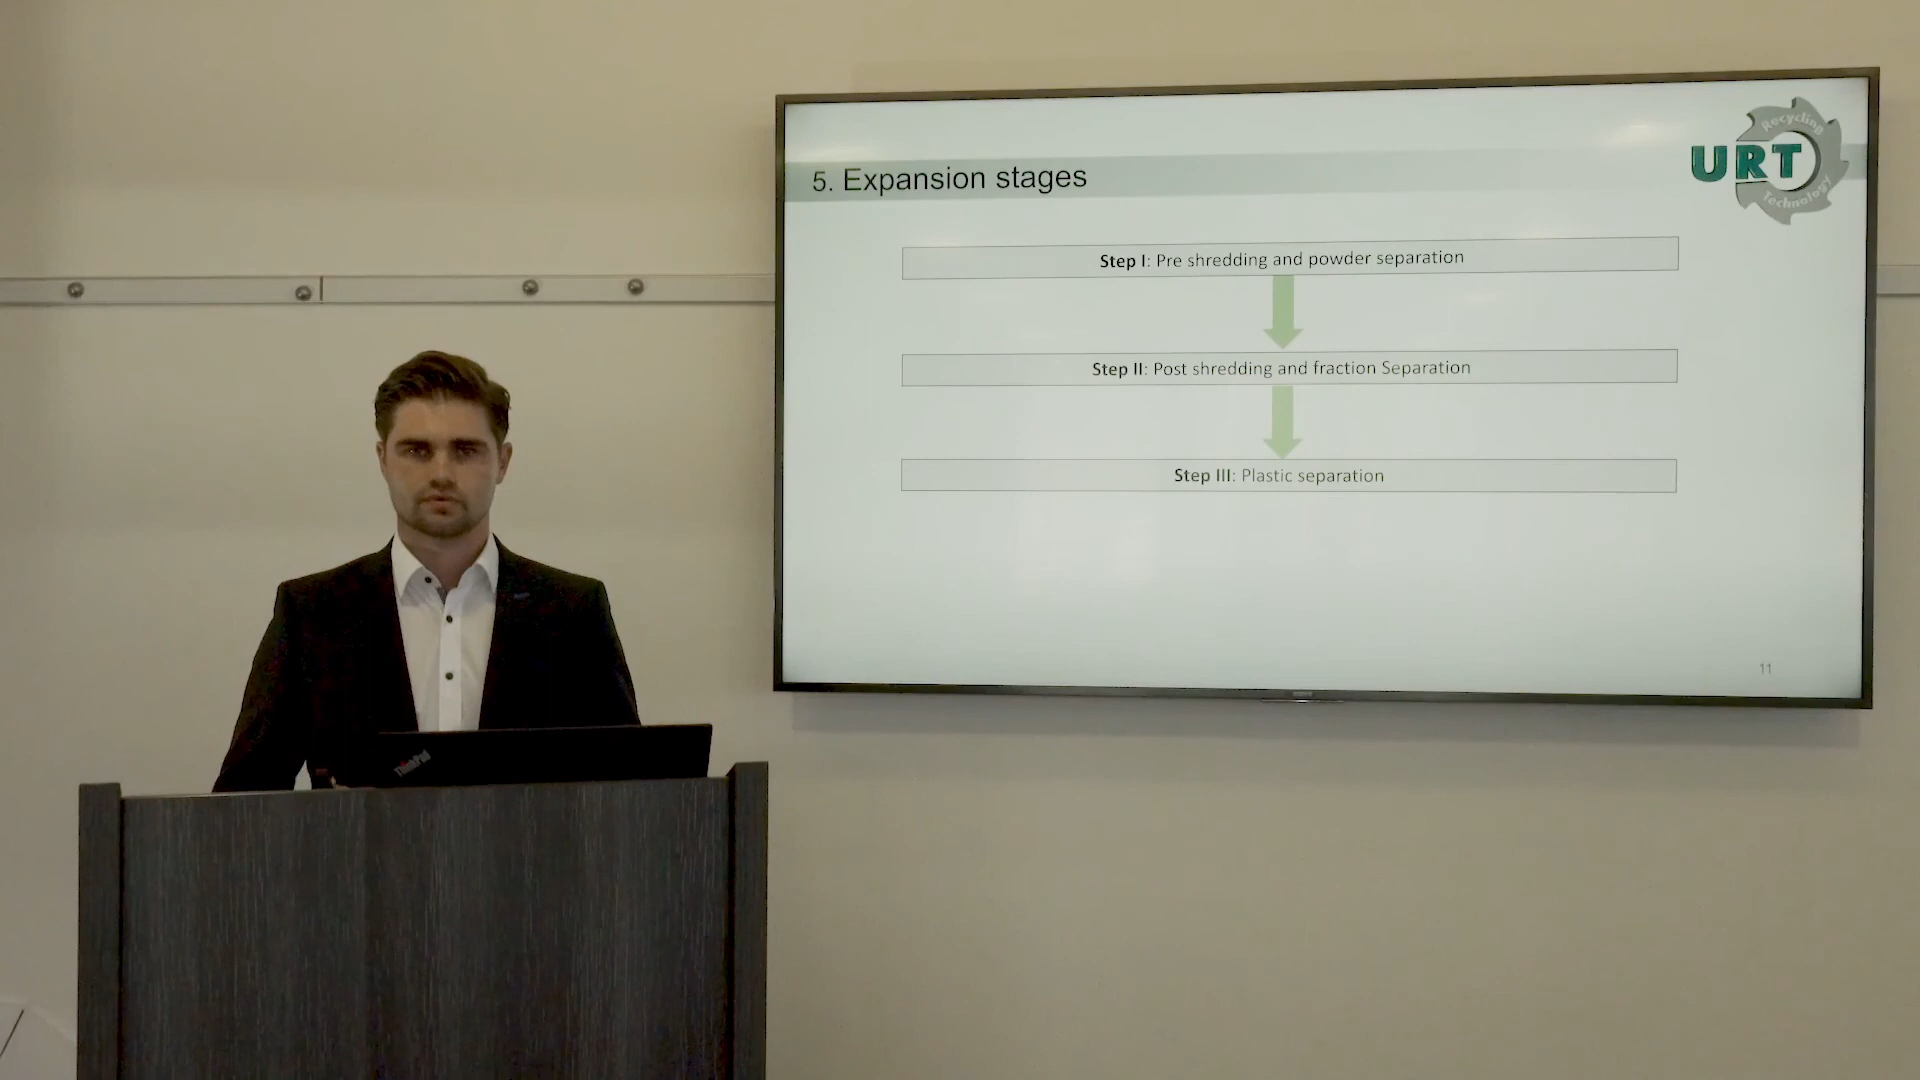 5. Expansion stages
Recycling
URT
Technology
Step I: Pre shredding and powder separation
Step II: Post shredding and fraction Separation
Step III: Plastic separation
11
ThinkPad